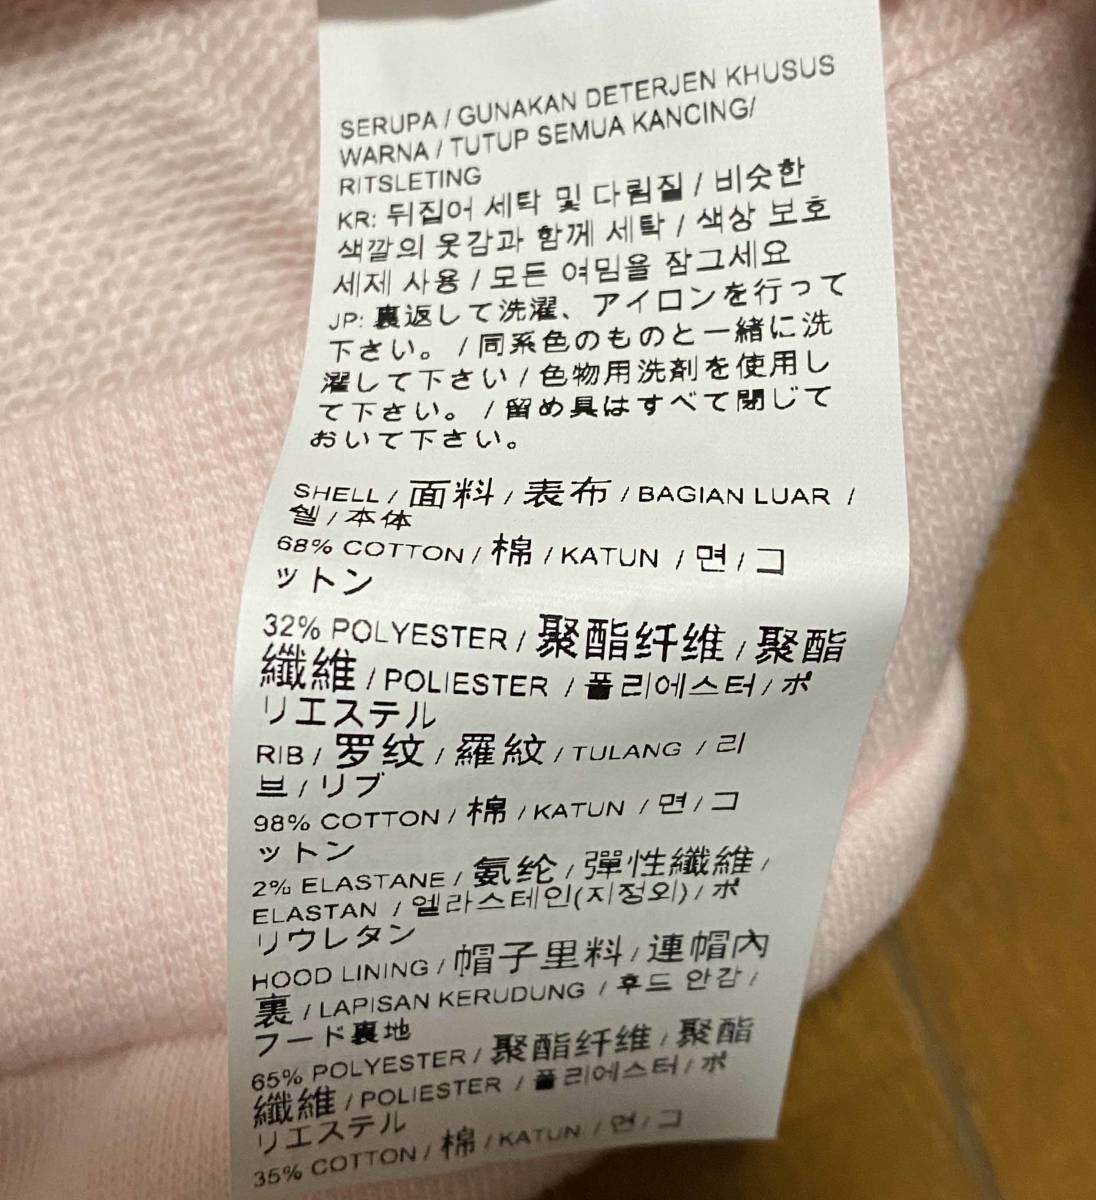 SERUPA / GUNAKAN DETERJEN KHUSUS
WARNA / TUTUP SEMUA KANCING/
RITSLETING
KR: 뒤집어 세탁 및 다림질 / 비슷한
색깔의 옷감과 함께 세탁 / 색상 보호
세제 사용 / 모든 여밈을 잠그세요
JP: 裏返して洗濯、アイロンを行って
下さい。 / 同系色のものと一緒に洗
濯して下さい / 色物用洗剤を使用し
て下さい。 / 留め具はすべて閉じて
おいて下さい。
SHELL / 面料 / 表布 / BAGIAN LUAR /
쉘 / 本体
68% COTTON / 棉 / KATUN / 면 / コ
ットン
32% POLYESTER / 聚酯纤维 / 聚酯
纖維 / POLIESTER / 폴리에스터 / ポ
リエステル
RIB / 罗纹 / 羅紋 / TULANG / 리
브 / リブ
98% COTTON / 棉 / KATUN / 면 / コ
ットン
2% ELASTANE / 氨纶 / 彈性纖維 /
ELASTAN / 엘라스테인(지정외) / ポ
リウレタン
HOOD LINING / 帽子里料 / 連帽內
裏 / LAPISAN KERUDUNG / 후드 안감 /
フード裏地
65% POLYESTER / 聚酯纤维 / 聚酯
纖維 / POLIESTER / 폴리에스터 / ポ
リエステル
35% COTTON / 棉 / KATUN / 면 / コ